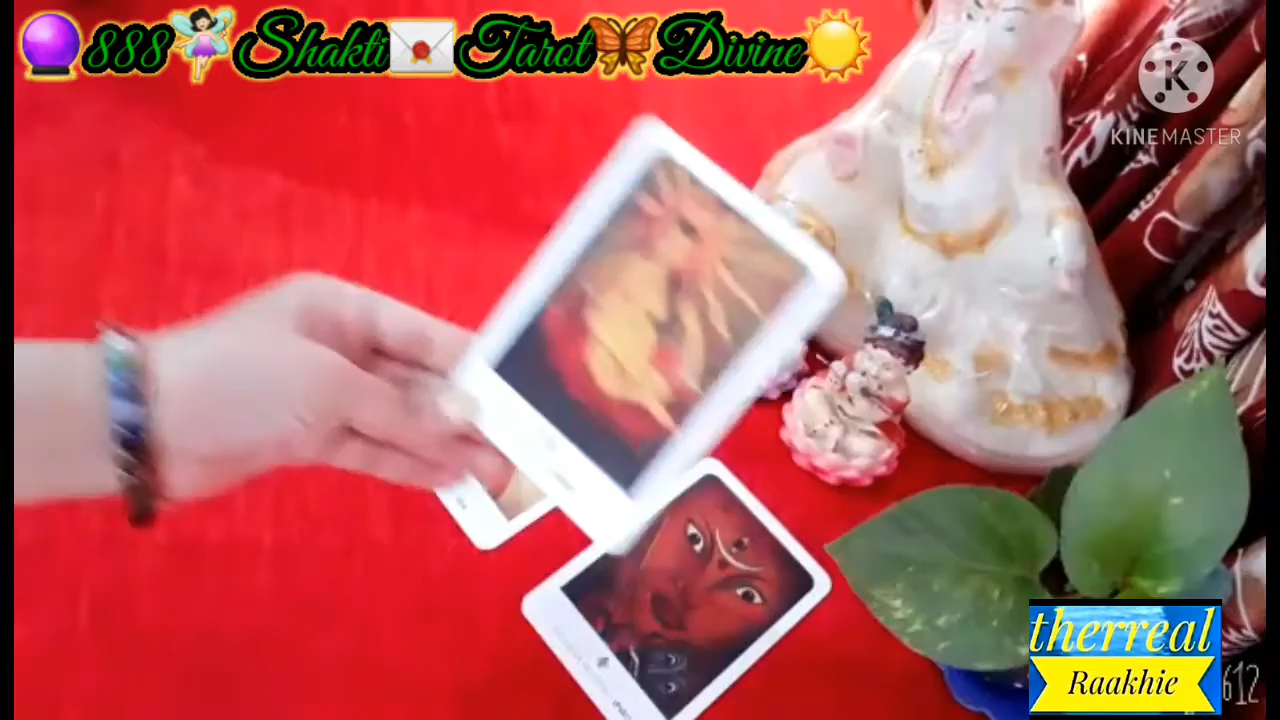 888 Shakti Tarot Divine
K
KINEMASTER
therreal
Raakhie
612